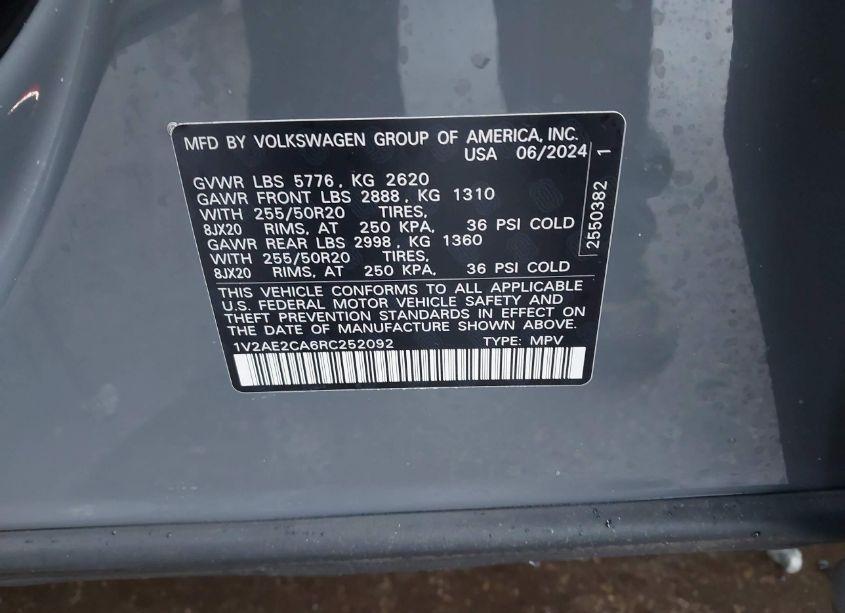 MFD BY VOLKSWAGEN GROUP OF AMERICA, INC.
USA 06/2024
GVWR LBS 5776, KG 2620
GAWR FRONT LBS 2888, KG 1310
WITH 255/50R20 TIRES,
8JX20 RIMS, AT 250 KPA, 36 PSI COLD
GAWR REAR LBS 2998, KG 1360
WITH 255/50R20 TIRES,
8JX20 RIMS, AT 250 KPA, 36 PSI COLD
2550382 1
THIS VEHICLE CONFORMS TO ALL APPLICABLE
U.S. FEDERAL MOTOR VEHICLE SAFETY AND
THEFT PREVENTION STANDARDS IN EFFECT ON
THE DATE OF MANUFACTURE SHOWN ABOVE.
1V2AE2CA6RC252092 TYPE: MPV